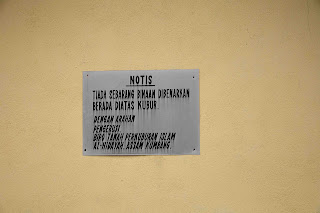 NOTIS
TIADA SEBARANG BINAAN DIBENARKAN
BERADA DIATAS KUBUR
DENGAN ARAHAN
PENGERUSI
BIRO TANAH PERKUBURAN ISLAM
AL-HIDAYAH, ASSAM KUMBANG